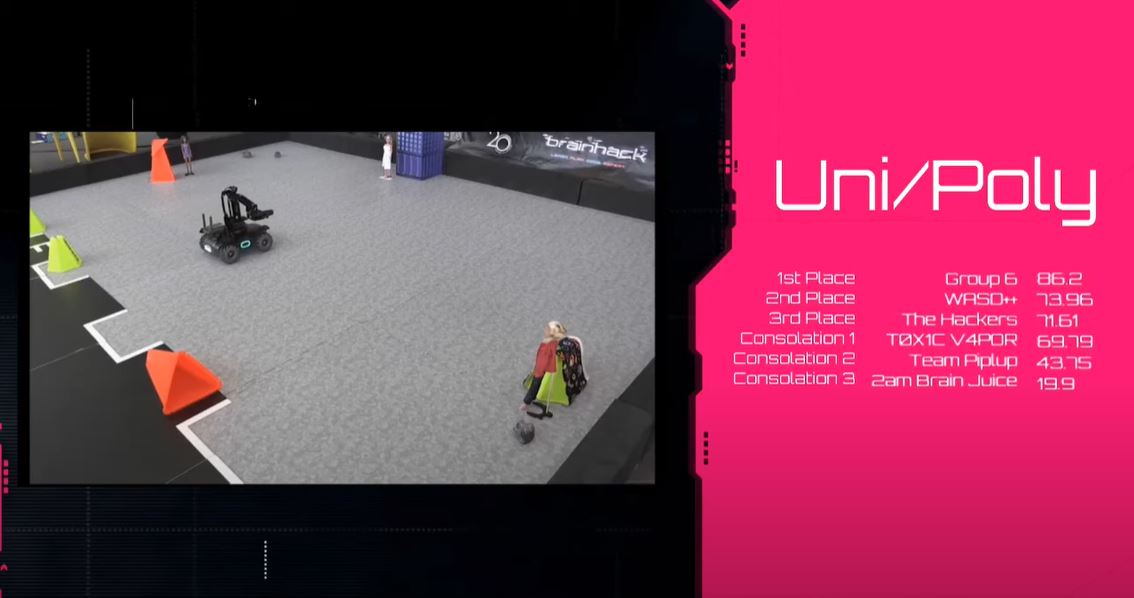 brainhack
Uni/Poly
1st Place Group 6 86.2
2nd Place WASD++ 73.96
3rd Place The Hackers 71.61
Consolation 1 TØX1C V4P0R 69.79
Consolation 2 Team Piplup 43.75
Consolation 3 2am Brain Juice 19.9